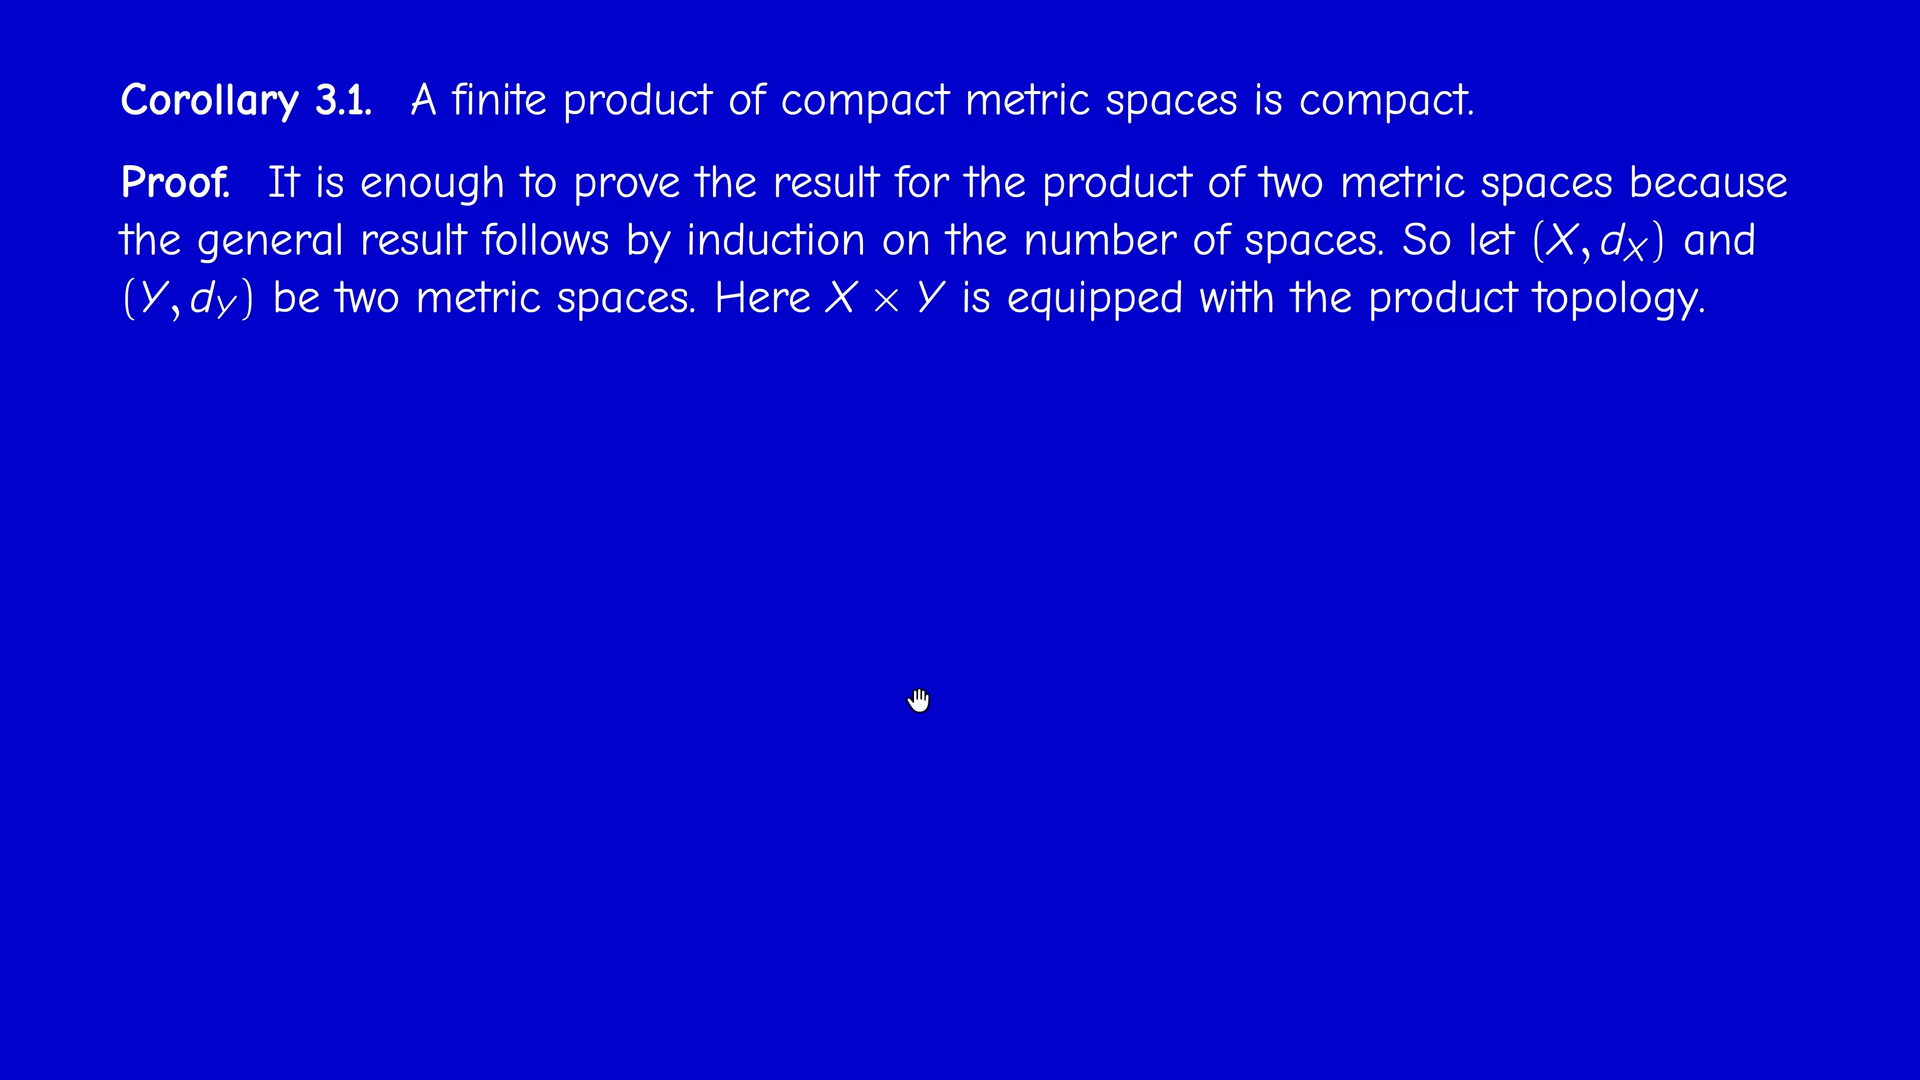 Corollary 3.1. A finite product of compact metric spaces is compact.
Proof. It is enough to prove the result for the product of two metric spaces because
the general result follows by induction on the number of spaces. So let (X, d_X) and
(Y, d_Y) be two metric spaces. Here X × Y is equipped with the product topology.